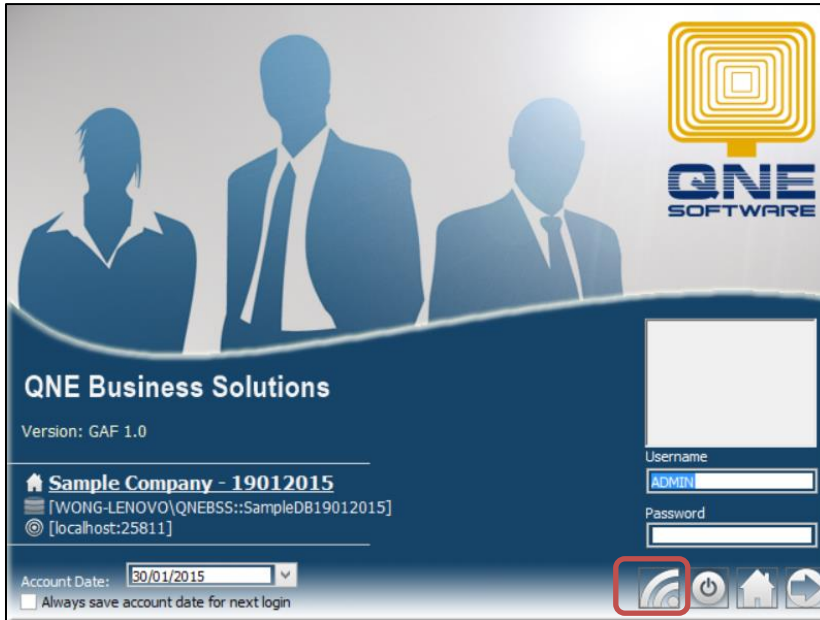 QNE
SOFTWARE
QNE Business Solutions
Version: GAF 1.0
Sample Company - 19012015
[WONG-LENOVO\QNEBSS::SampleDB19012015]
[localhost:25811]
Account Date: 30/01/2015
Always save account date for next login
Username
ADMIN
Password